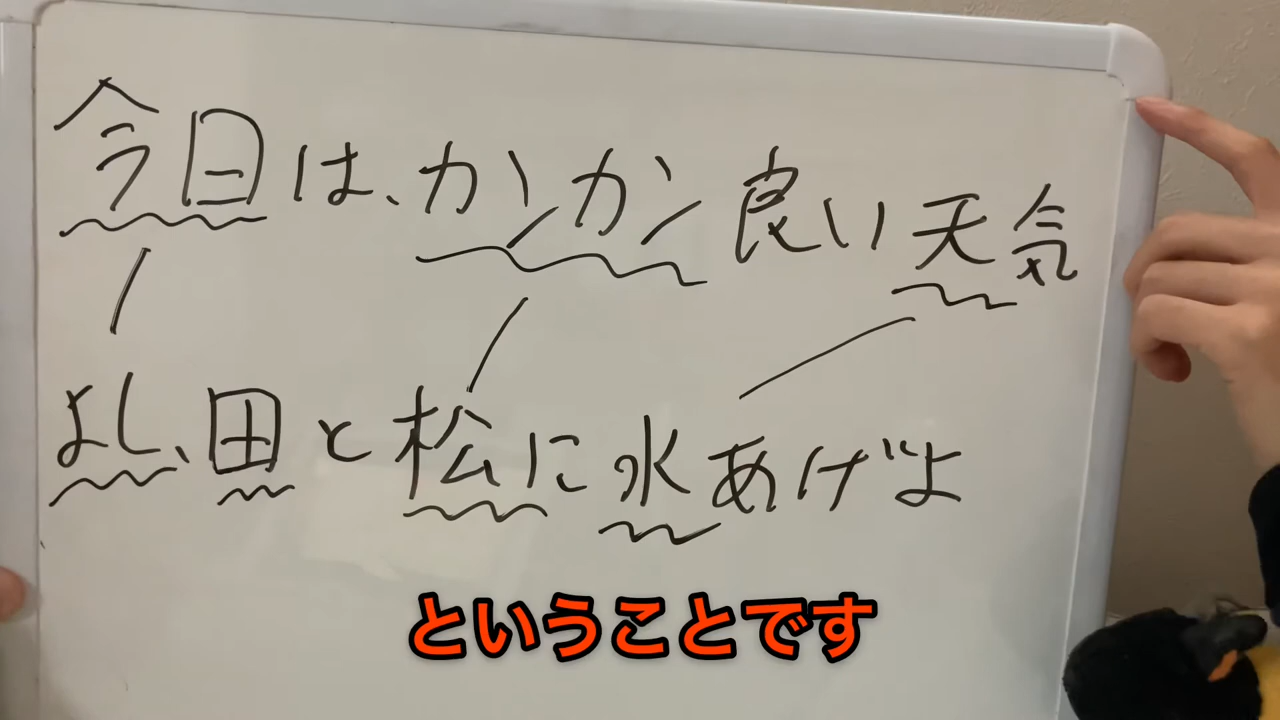 今日は、カンカン良い天気
よし、田と松に水あげよ
ということです